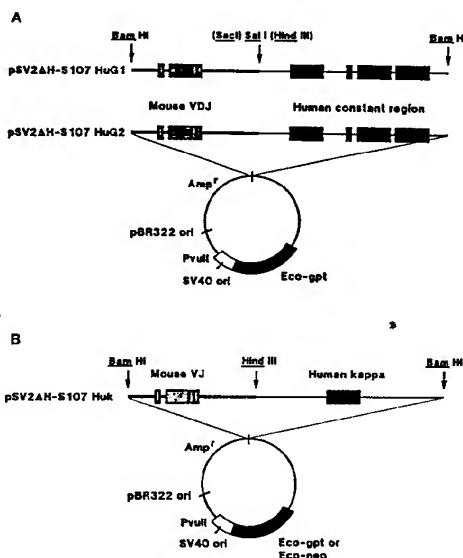 A
Bam HI
(SacI) Sal I (Hind III)
Bam H
pSV2ΔH-S107 HuG1
Mouse VDJ
Human constant region
pSV2ΔH-S107 HuG2
Amp r
pBR322 ori
PvuII
SV40 ori
Eco-gpt
B
Bam HI
Mouse VJ
Hind III
Human kappa
Bam HI
pSV2ΔH-S107 Huk
Amp r
pBR322 ori
PvuII
SV40 ori
Eco-gpt or
Eco-neo